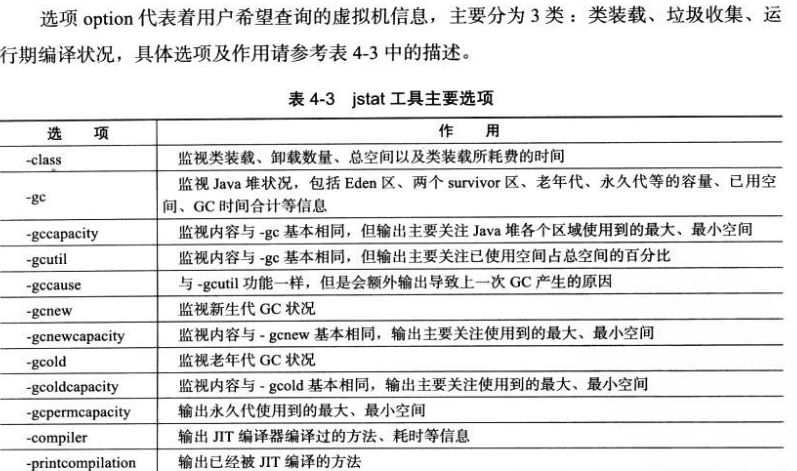 选项 option 代表着用户希望查询的虚拟机信息，主要分为 3 类：类装载、垃圾收集、运
行期编译状况，具体选项及作用请参考表 4-3 中的描述。
表 4-3 jstat 工具主要选项
选 项 作 用
-class 监视类装载、卸载数量、总空间以及类装载所耗费的时间
-gc 监视 Java 堆状况，包括 Eden 区、两个 survivor 区、老年代、永久代等的容量、已用空
间、GC 时间合计等信息
-gccapacity 监视内容与 -gc 基本相同，但输出主要关注 Java 堆各个区域使用到的最大、最小空间
-gcutil 监视内容与 -gc 基本相同，但输出主要关注已使用空间占总空间的百分比
-gccause 与 -gcutil 功能一样，但是会额外输出导致上一次 GC 产生的原因
-gcnew 监视新生代 GC 状况
-gcnewcapacity 监视内容与 - gcnew 基本相同，输出主要关注使用到的最大、最小空间
-gcold 监视老年代 GC 状况
-gcoldcapacity 监视内容与 - gcold 基本相同，输出主要关注使用到的最大、最小空间
-gcpermcapacity 输出永久代使用到的最大、最小空间
-compiler 输出 JIT 编译器编译过的方法、耗时等信息
-printcompilation 输出已经被 JIT 编译的方法